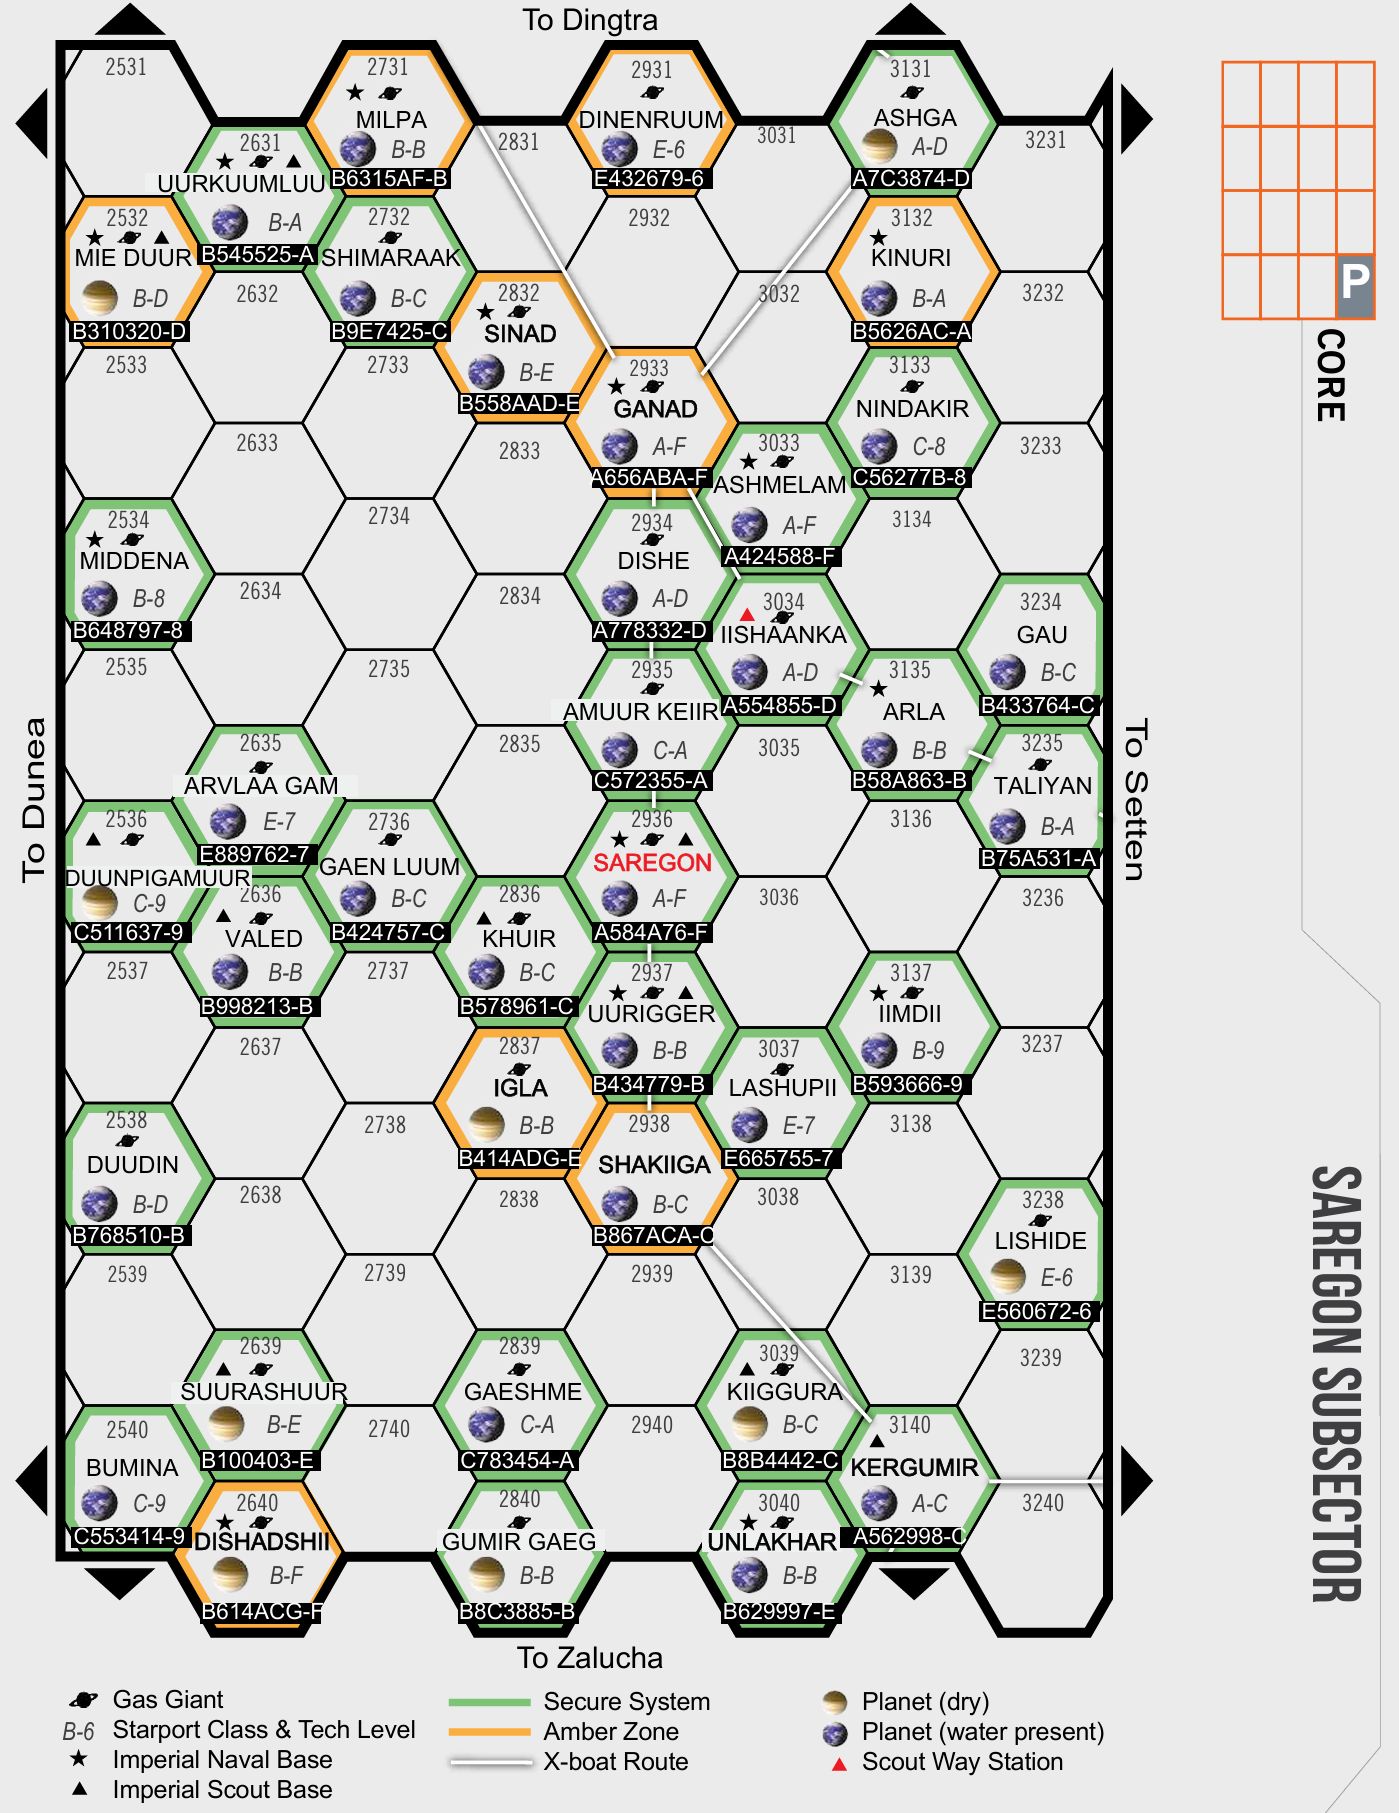 To Dingtra
2531
2731
MILPA
B-B
B6315AF-B
2931
DINENRUUM
E-6
E432679-6
3131
ASHGA
A-D
A7C3874-D
2631
UURKUUMLUU
B-A
B545525-A
2831
3031
3231
2532
MIE DUUR
B-D
B310320-D
2732
SHIMARAAK
B-C
B9E7425-C
2932
3132
KINURI
B-A
B5626AC-A
P
CORE
2632
2832
SINAD
B-E
B558AAD-E
3032
3232
2533
2733
2933
GANAD
A-F
A656ABA-F
3133
NINDAKIR
C-8
C56277B-8
2633
2833
3033
ASHMELAM
A-F
A424588-F
3233
2534
MIDDENA
B-8
B648797-8
2734
2934
DISHE
A-D
A778332-D
3134
2634
2834
3034
IISHAANKA
A-D
A554855-D
3234
GAU
B-C
B433764-C
2535
2735
2935
AMUUR KEIIR
C-A
C572355-A
3135
ARLA
B-B
B58A863-B
To Dunea
To Setten
2635
ARVLAA GAM
E-7
E889762-7
2835
3035
3235
TALIYAN
B-A
B75A531-A
2536
DUUNPIGAMUUR
C-9
C511637-9
2736
GAEN LUUM
B-C
B424757-C
2936
SAREGON
A-F
A584A76-F
3136
2636
VALED
B-B
B998213-B
2836
KHUIR
B-C
B578961-C
3036
3236
2537
2737
2937
UURIGGER
B-B
B434779-B
3137
IIMDII
B-9
B593666-9
2637
2837
IGLA
B-B
B414ADG-E
3037
LASHUPII
E-7
E665755-7
3237
2538
DUUDIN
B-D
B768510-B
2738
2938
SHAKIIGA
B-C
B867ACA-C
3138
2638
2838
3038
3238
LISHIDE
E-6
E560672-6
SAREGON SUBSECTOR
2539
2739
2939
3139
2639
SUURASHUUR
B-E
B100403-E
2839
GAESHME
C-A
C783454-A
3039
KIIGGURA
B-C
B8B4442-C
3239
2540
BUMINA
C-9
C553414-9
2740
2940
3140
KERGUMIR
A-C
A562998-C
2640
DISHADSHII
B-F
B614ACG-F
2840
GUMIR GAEG
B-B
B8C3885-B
3040
UNLAKHAR
B-B
B629997-E
3240
To Zalucha
Gas Giant
B-6 Starport Class & Tech Level
Imperial Naval Base
Imperial Scout Base
Secure System
Amber Zone
X-boat Route
Planet (dry)
Planet (water present)
Scout Way Station